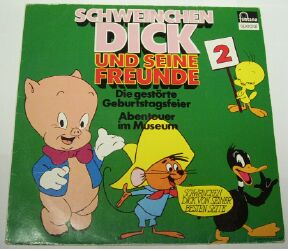 SCHWEINCHEN
DICK
UND SEINE
FREUNDE
2
Die gestörte
Geburtstagsfeier
Abenteuer
im Museum
SCHWEINCHEN
DICK VON SEINER
BESTEN SEITE